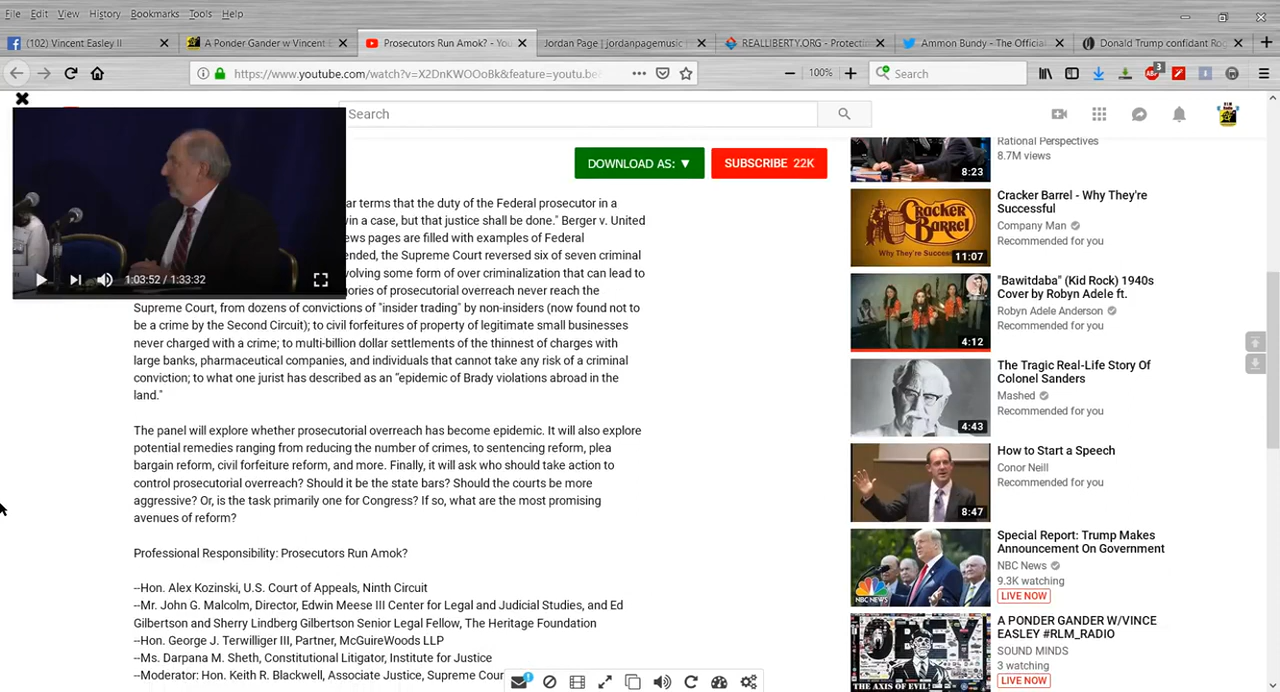 File Edit View History Bookmarks Tools Help
(102) Vincent Easley II
A Ponder Gander w Vincent
Prosecutors Run Amok? - You
Jordan Page | jordanpagemusic
REALLIBERTY.ORG - Protectin
Ammon Bundy - The Official
Donald Trump confidant Rog
https://www.youtube.com/watch?v=X2DnKWOOoBk&feature=youtu.be
100%
Search
3
Search
DOWNLOAD AS: ▼
SUBSCRIBE 22K
1:03:52 / 1:33:32
ar terms that the duty of the Federal prosecutor in a
in a case, but that justice shall be done." Berger v. United
ews pages are filled with examples of Federal
ended, the Supreme Court reversed six of seven criminal
volving some form of over criminalization that can lead to
ories of prosecutorial overreach never reach the
Supreme Court, from dozens of convictions of "insider trading" by non-insiders (now found not to
be a crime by the Second Circuit); to civil forfeitures of property of legitimate small businesses
never charged with a crime; to multi-billion dollar settlements of the thinnest of charges with
large banks, pharmaceutical companies, and individuals that cannot take any risk of a criminal
conviction; to what one jurist has described as an "epidemic of Brady violations abroad in the
land."
The panel will explore whether prosecutorial overreach has become epidemic. It will also explore
potential remedies ranging from reducing the number of crimes, to sentencing reform, plea
bargain reform, civil forfeiture reform, and more. Finally, it will ask who should take action to
control prosecutorial overreach? Should it be the state bars? Should the courts be more
aggressive? Or, is the task primarily one for Congress? If so, what are the most promising
avenues of reform?
Professional Responsibility: Prosecutors Run Amok?
--Hon. Alex Kozinski, U.S. Court of Appeals, Ninth Circuit
--Mr. John G. Malcolm, Director, Edwin Meese III Center for Legal and Judicial Studies, and Ed
Gilbertson and Sherry Lindberg Gilbertson Senior Legal Fellow, The Heritage Foundation
--Hon. George J. Terwilliger III, Partner, McGuireWoods LLP
--Ms. Darpana M. Sheth, Constitutional Litigator, Institute for Justice
--Moderator: Hon. Keith R. Blackwell, Associate Justice, Supreme Cour
1
Rational Perspectives
8.7M views
8:23
Cracker Barrel - Why They're
Successful
Company Man
Recommended for you
Cracker Barrel
Why They're Success
11:07
"Bawitdaba" (Kid Rock) 1940s
Cover by Robyn Adele ft.
Robyn Adele Anderson
Recommended for you
4:12
The Tragic Real-Life Story Of
Colonel Sanders
Mashed
Recommended for you
4:43
How to Start a Speech
Conor Neill
Recommended for you
8:47
Special Report: Trump Makes
Announcement On Government
NBC News
9.3K watching
LIVE NOW
NBC NEWS
A PONDER GANDER W/VINCE
EASLEY #RLM_RADIO
SOUND MINDS
3 watching
LIVE NOW
OBEY
THE AXIS OF EVIL!